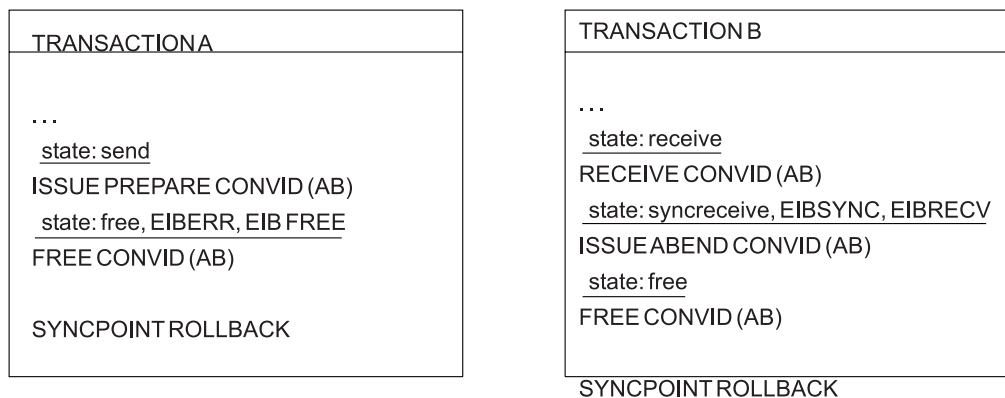 TRANSACTION A
...
state: send
ISSUE PREPARE CONVID (AB)
state: free, EIBERR, EIB FREE
FREE CONVID (AB)
SYNCPOINT ROLLBACK
TRANSACTION B
...
state: receive
RECEIVE CONVID (AB)
state: syncreceive, EIBSYNC, EIBRECV
ISSUE ABEND CONVID (AB)
state: free
FREE CONVID (AB)
SYNCPOINT ROLLBACK